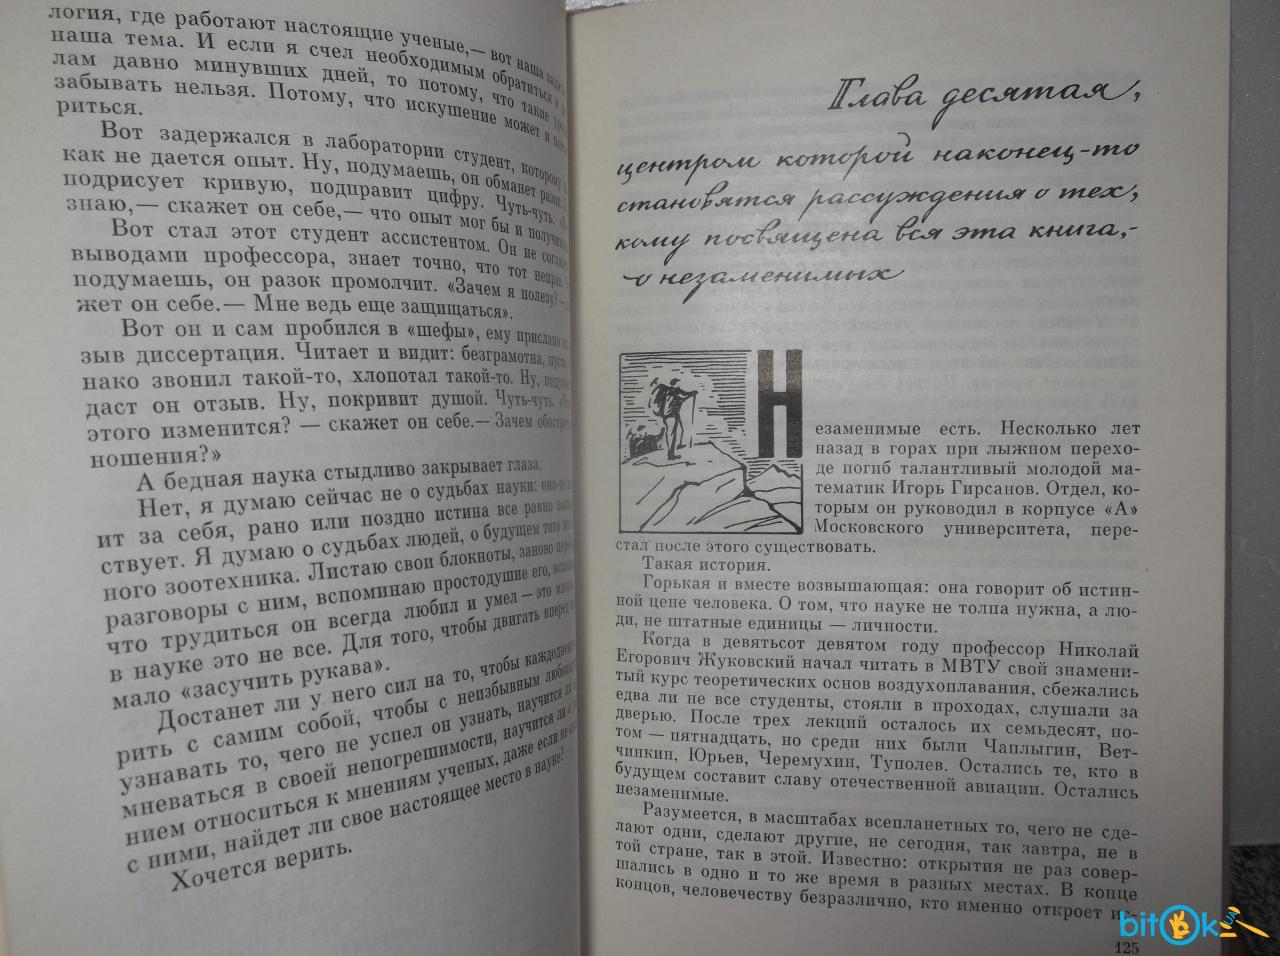 логия, где работают настоящие ученые,— вот наша
наша тема. И если я счел необходимым обратиться к
лам давно минувших дней, то потому, что такие
забывать нельзя. Потому, что искушение может и
риться.
Вот задержался в лаборатории студент, которому
как не дается опыт. Ну, подумаешь, он обманет разок,
подрисует кривую, подправит цифру. Чуть-чуть.
знаю,— скажет он себе,— что опыт мог бы и получиться
Вот стал этот студент ассистентом. Он не
выводами профессора, знает точно, что тот неправ.
подумаешь, он разок промолчит. «Зачем я полезу?
жет он себе.— Мне ведь еще защищаться».
Вот он и сам пробился в «шефы», ему прислана
зыв диссертация. Читает и видит: безграмотна, пуста,
нако звонил такой-то, хлопотал такой-то. Ну,
даст он отзыв. Ну, покривит душой. Чуть-чуть.
этого изменится? — скажет он себе.— Зачем
ношения?»
А бедная наука стыдливо закрывает глаза.
Нет, я думаю сейчас не о судьбах науки:
ит за себя, рано или поздно истина все равно
ствует. Я думаю о судьбах людей, о будущем того
ного зоотехника. Листаю свои блокноты, заново
разговоры с ним, вспоминаю простодушие его,
что трудиться он всегда любил и умел — это
в науке это не все. Для того, чтобы двигать вперед
мало «засучить рукава».
Достанет ли у него сил на то, чтобы каждодневно
рить с самим собой, чтобы с неизбывным
узнавать то, чего не успел он узнать, научится ли
мневаться в своей непогрешимости, научится ли
нием относиться к мнениям ученых, даже если не
с ними, найдет ли свое настоящее место в науке?
Хочется верить.
Глава десятая,
центром которой наконец-то
становятся рассуждения о тех,
кому посвящена вся эта книга,-
-о незаменимых
Незаменимые есть. Несколько лет
назад в горах при лыжном перехо-
де погиб талантливый молодой ма-
тематик Игорь Гирсанов. Отдел, ко-
торым он руководил в корпусе «А»
Московского университета, пере-
стал после этого существовать.
Такая история.
Горькая и вместе возвышающая: она говорит об истин-
ной цене человека. О том, что науке не толпа нужна, а лю-
ди, не штатные единицы — личности.
Когда в девятьсот девятом году профессор Николай
Егорович Жуковский начал читать в МВТУ свой знамени-
тый курс теоретических основ воздухоплавания, сбежались
едва ли не все студенты, стояли в проходах, слушали за
дверью. После трех лекций осталось их семьдесят, по-
том — пятнадцать, но среди них были Чаплыгин, Вет-
чинкин, Юрьев, Черемухин, Туполев. Остались те, кто в
будущем составит славу отечественной авиации. Остались
незаменимые.
Разумеется, в масштабах всепланетных то, чего не сде-
лают одни, сделают другие, не сегодня, так завтра, не в
той стране, так в этой. Известно: открытия не раз совер-
шались в одно и то же время в разных местах. В конце
концов, человечеству безразлично, кто именно откроет
125
bitOk
UA